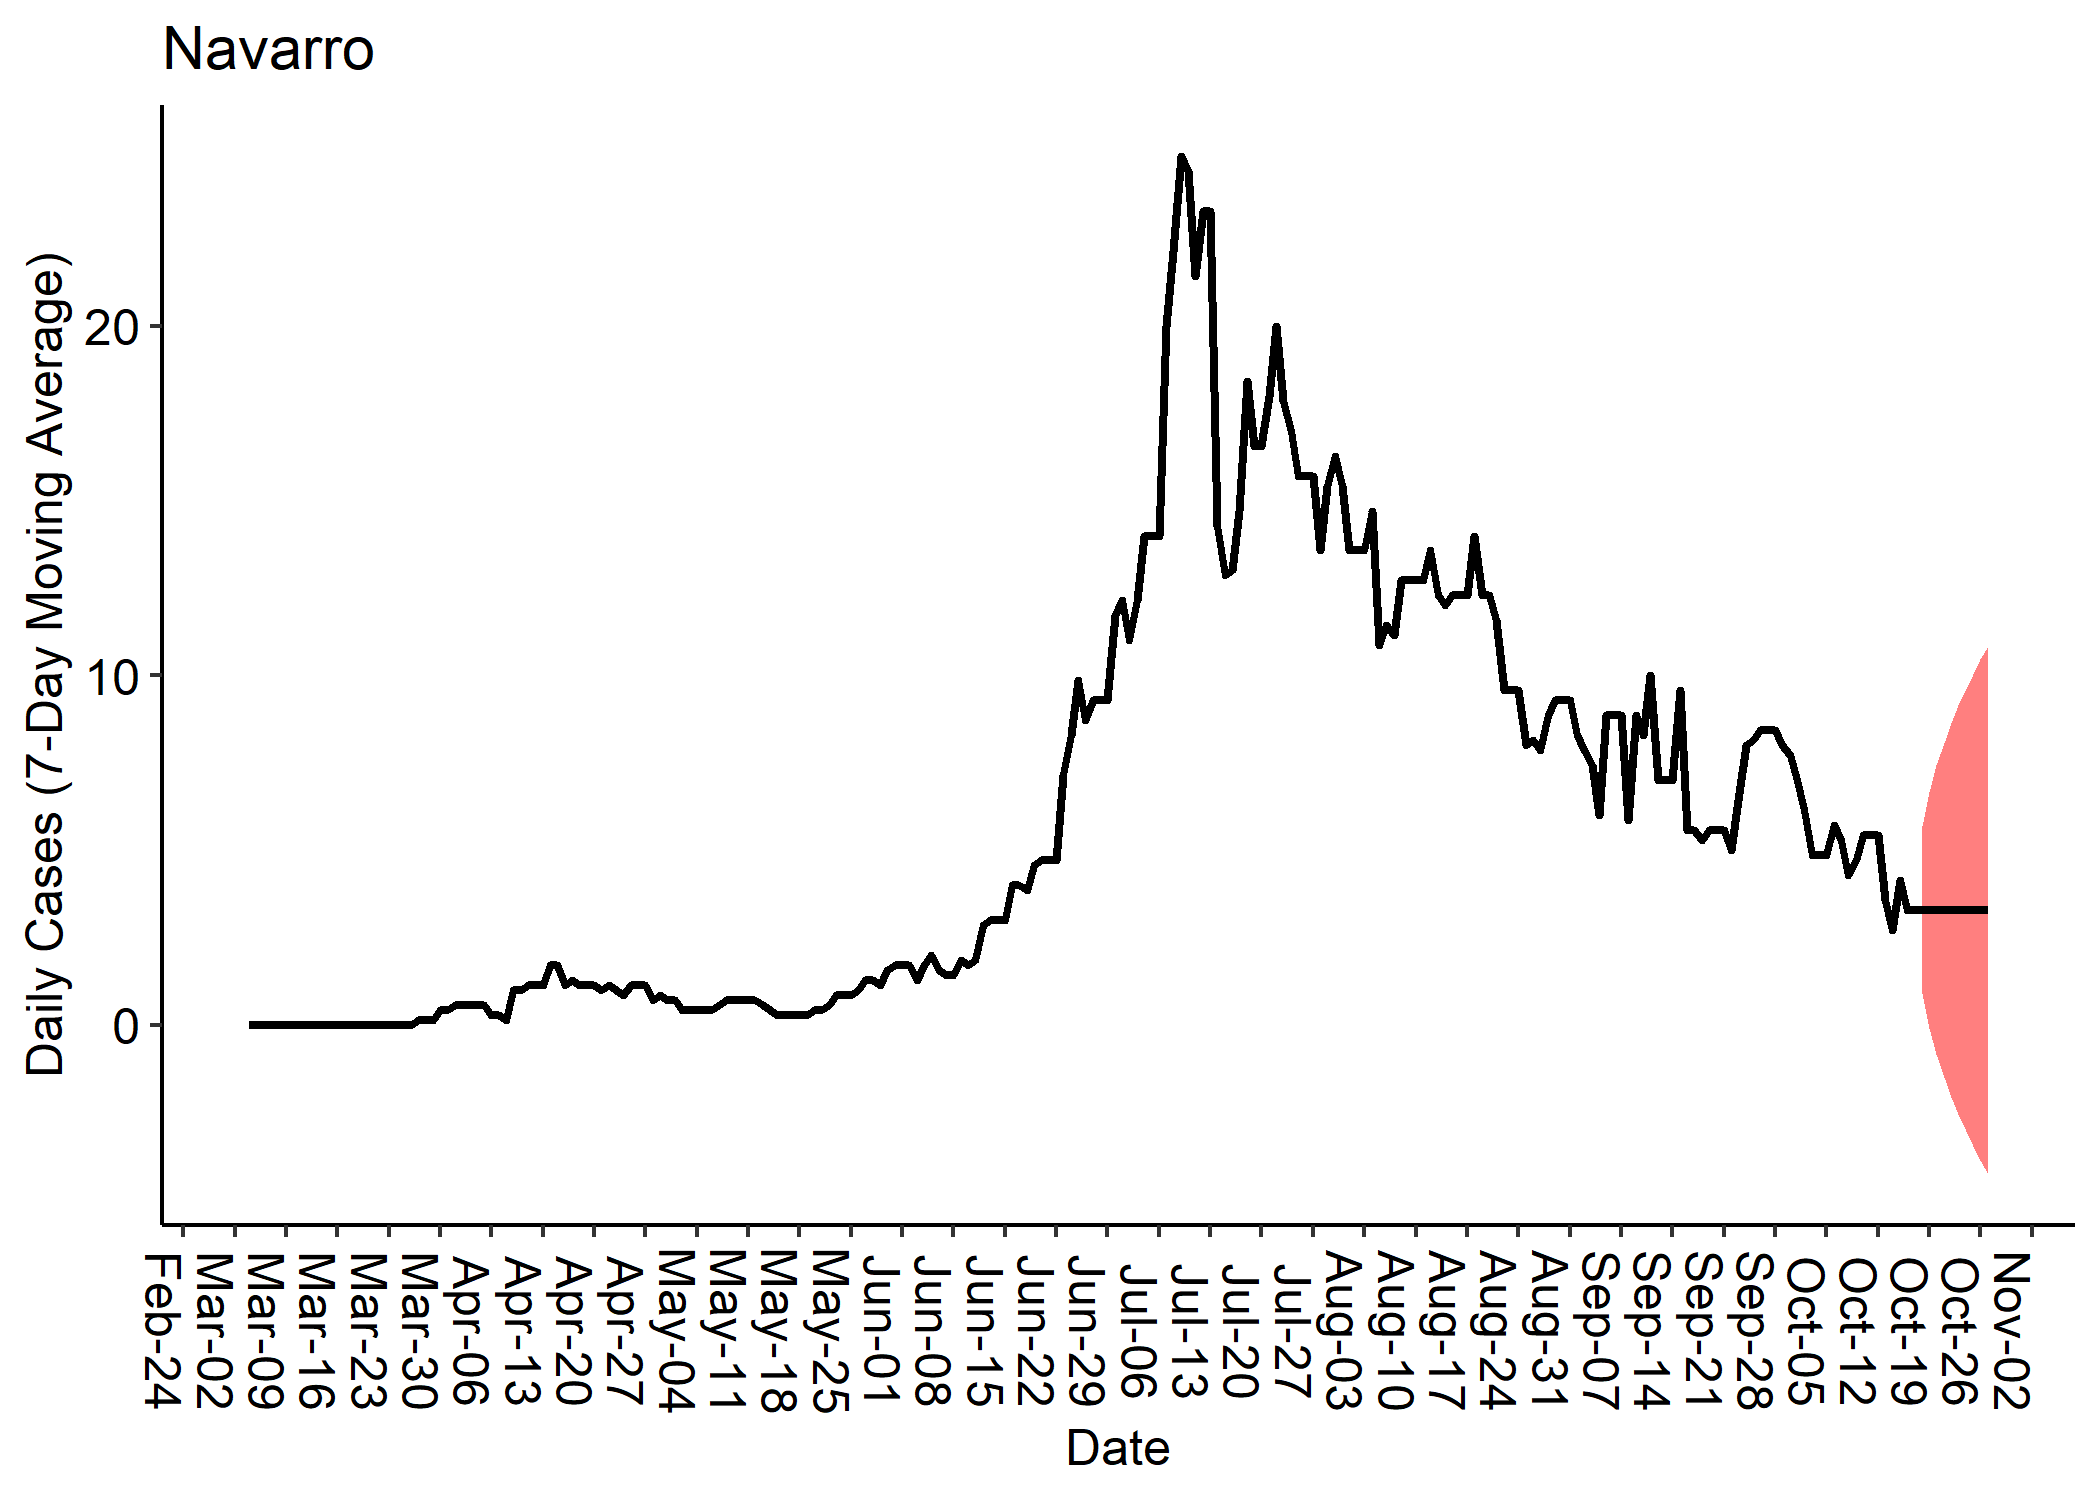 Navarro
Daily Cases (7-Day Moving Average)
20
10
0
Feb-24
Mar-02
Mar-09
Mar-16
Mar-23
Mar-30
Apr-06
Apr-13
Apr-20
Apr-27
May-04
May-11
May-18
May-25
Jun-01
Jun-08
Jun-15
Jun-22
Jun-29
Jul-06
Jul-13
Jul-20
Jul-27
Aug-03
Aug-10
Aug-17
Aug-24
Aug-31
Sep-07
Sep-14
Sep-21
Sep-28
Oct-05
Oct-12
Oct-19
Oct-26
Nov-02
Date